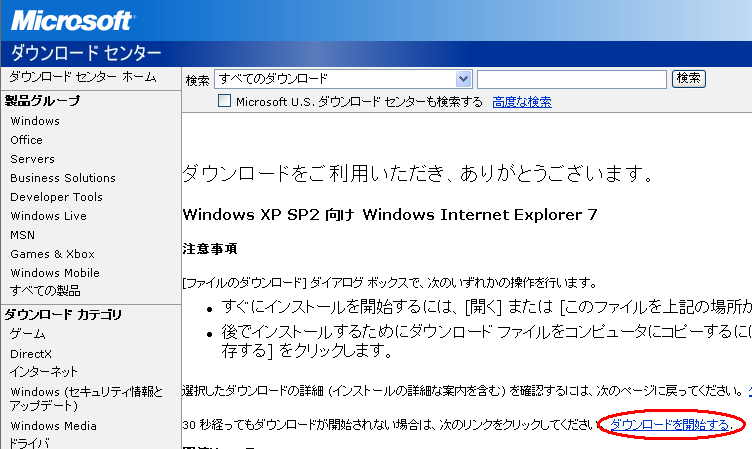 Microsoft
ダウンロード センター
ダウンロード センター ホーム
製品グループ
Windows
Office
Servers
Business Solutions
Developer Tools
Windows Live
MSN
Games & Xbox
Windows Mobile
すべての製品
ダウンロード カテゴリ
ゲーム
DirectX
インターネット
Windows (セキュリティ情報と
アップデート)
Windows Media
ドライバ
検索 すべてのダウンロード 検索
Microsoft U.S. ダウンロード センターも検索する 高度な検索
ダウンロードをご利用いただき、ありがとうございます。
Windows XP SP2 向け Windows Internet Explorer 7
注意事項
[ファイルのダウンロード] ダイアログ ボックスで、次のいずれかの操作を行います。
• すぐにインストールを開始するには、[開く] または [このファイルを上記の場所か
• 後でインストールするためにダウンロード ファイルをコンピュータにコピーするに
存する] をクリックします。
選択したダウンロードの詳細 (インストールの詳細な案内を含む) を確認するには、次のページに戻ってください。
30 秒経ってもダウンロードが開始されない場合は、次のリンクをクリックしてください ダウンロードを開始する.